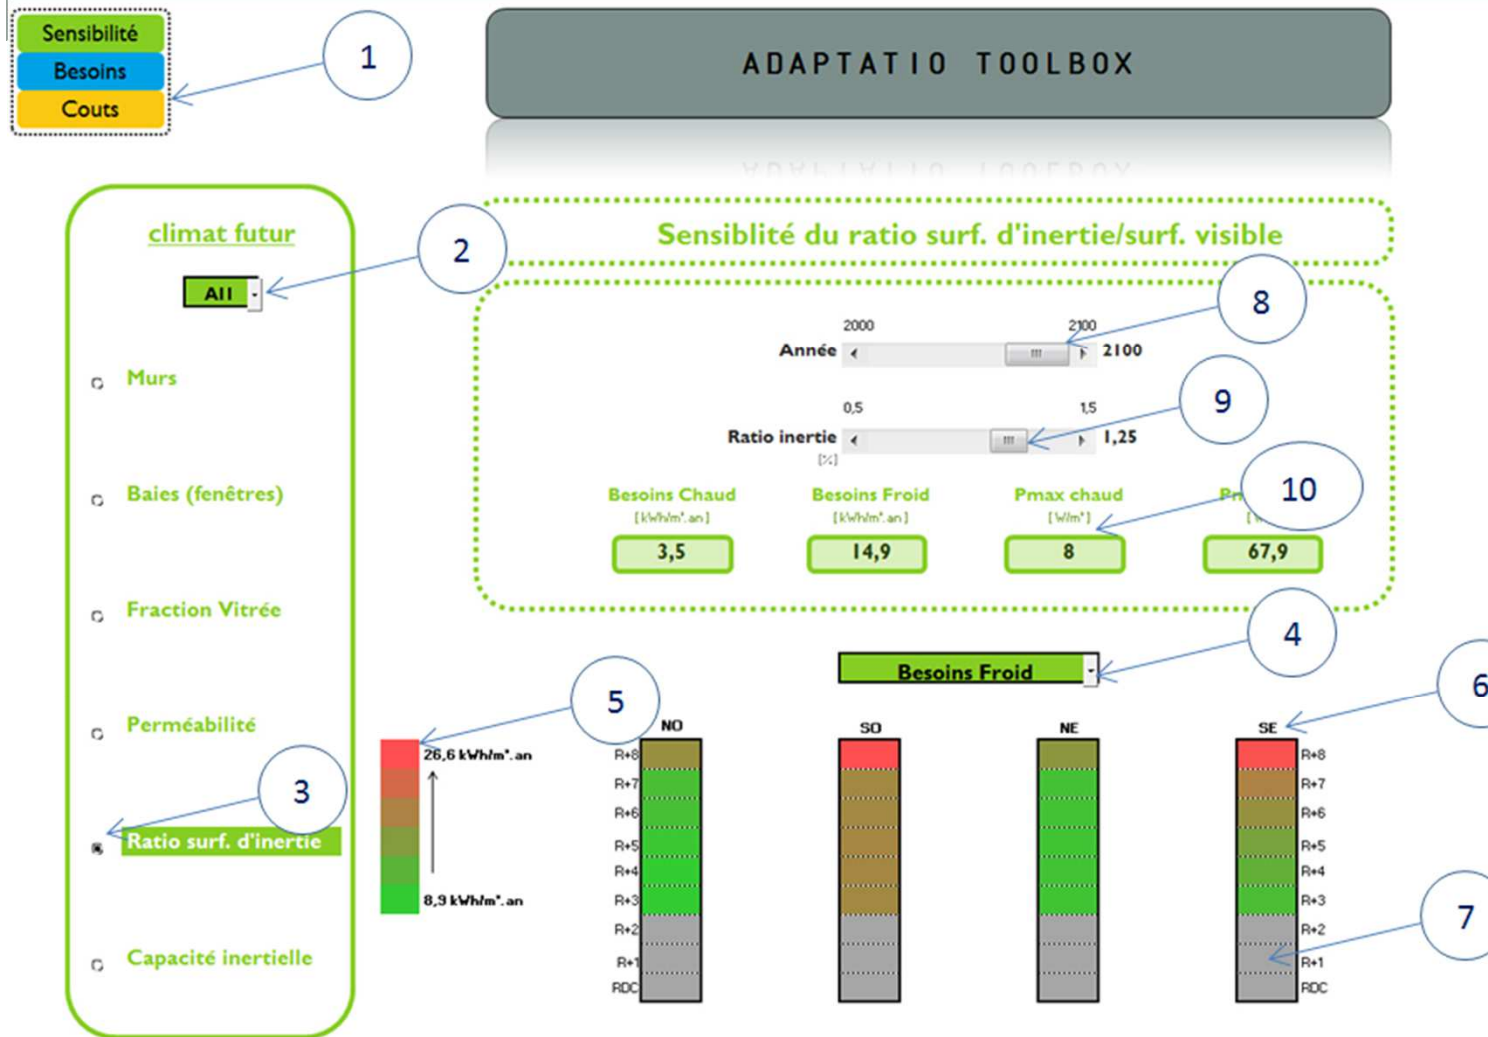 Sensibilité
Besoins
Couts
1
ADAPTATIO TOOLBOX
climat futur
2
All
Sensiblité du ratio surf. d'inertie/surf. visible
8
2000 2100
Année 2100
9
0,5 1,5
Ratio inertie 1,25
[%]
10
Besoins Chaud Besoins Froid Pmax chaud
[kWh/m².an] [kWh/m².an] [W/m²]
3,5 14,9 8 67,9
Murs
Baies (fenêtres)
Fraction Vitrée
Perméabilité
3
Ratio surf. d'inertie
Capacité inertielle
4
Besoins Froid
5
6
26,6 kWh/m².an
8,9 kWh/m².an
NO SO NE SE
R+8 R+8
R+7 R+7
R+6 R+6
R+5 R+5
R+4 R+4
R+3 R+3
R+2 R+2
7
R+1 R+1
RDC RDC